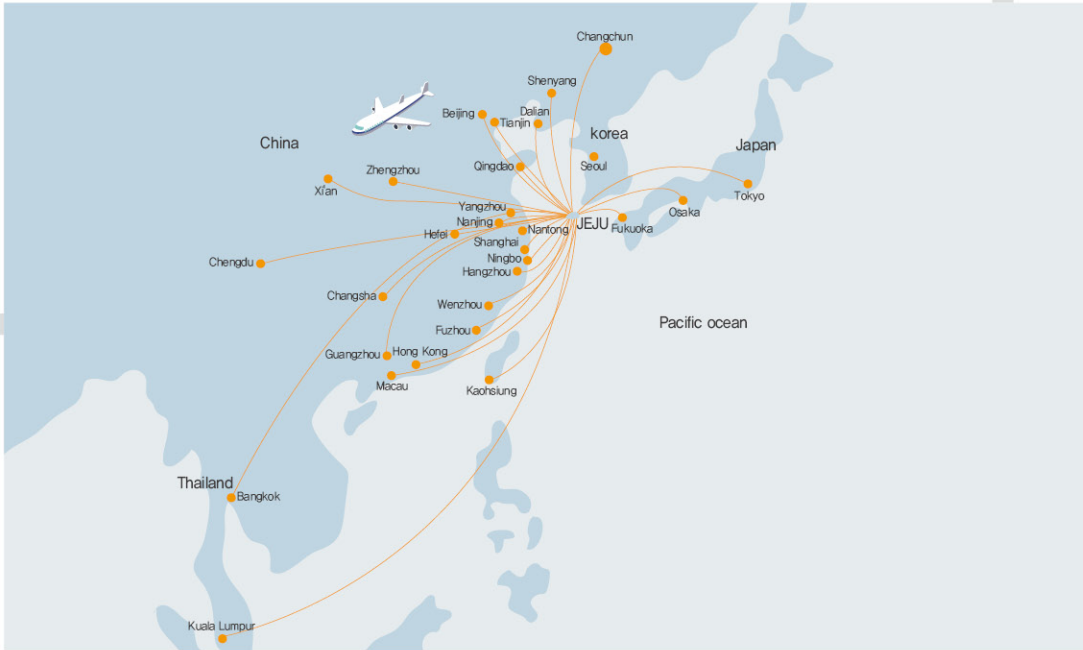 Changchun
Shenyang
Beijing
Dalian
Tianjin
korea
China
Japan
Qingdao
Seoul
Zhengzhou
Xi'an
Tokyo
Yangzhou
Osaka
Nanjing
JEJU
Fukuoka
Hefei
Nantong
Shanghai
Ningbo
Chengdu
Hangzhou
Changsha
Wenzhou
Pacific ocean
Fuzhou
Guangzhou
Hong Kong
Macau
Kaohsiung
Thailand
Bangkok
Kuala Lumpur